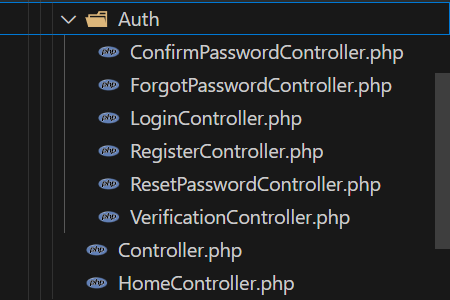 Auth
php ConfirmPasswordController.php
php ForgotPasswordController.php
php LoginController.php
php RegisterController.php
php ResetPasswordController.php
php VerificationController.php
php Controller.php
php HomeController.php